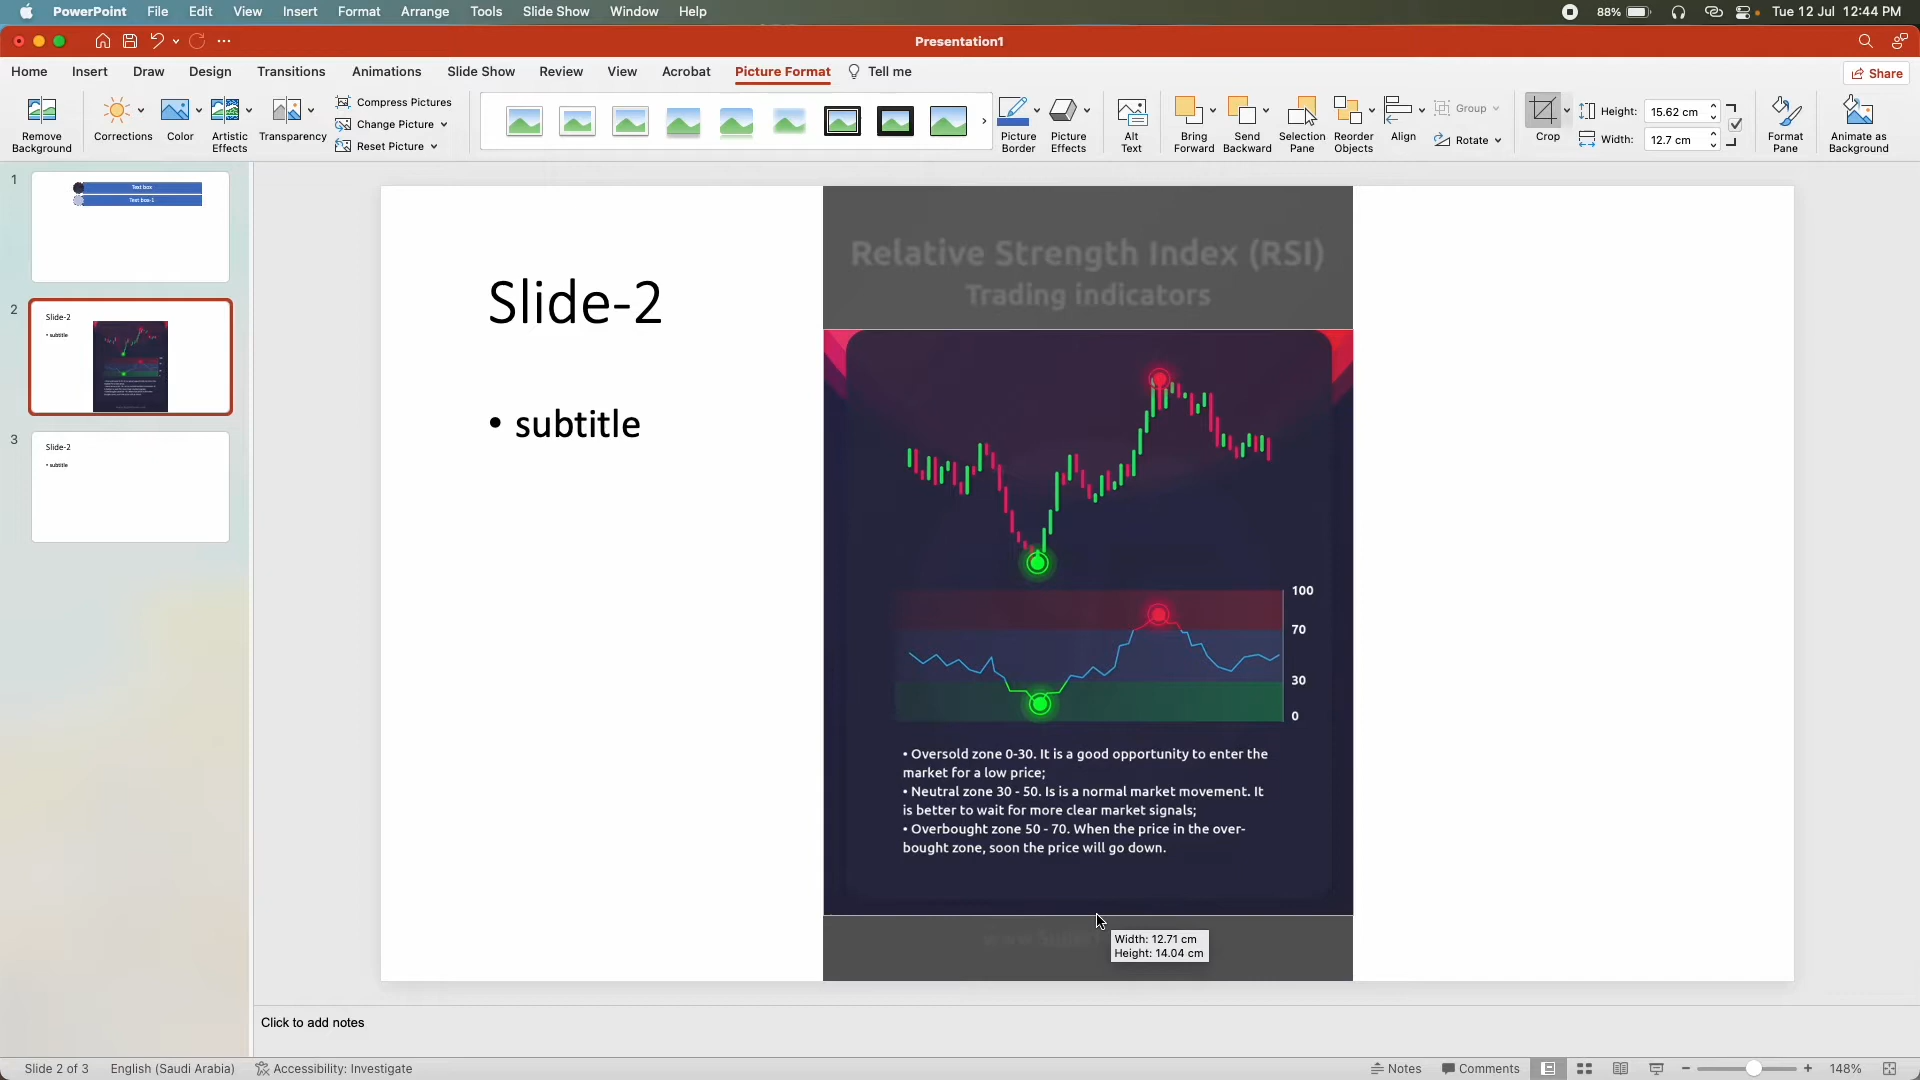 PowerPoint File Edit View Insert Format Arrange Tools Slide Show Window Help 88% Tue 12 Jul 12:44 PM
Presentation1
Home Insert Draw Design Transitions Animations Slide Show Review View Acrobat Picture Format Tell me Share
Remove Background
Corrections
Color
Artistic Effects
Transparency
Compress Pictures
Change Picture
Reset Picture
Picture Border
Picture Effects
Alt Text
Bring Forward
Send Backward
Selection Pane
Reorder Objects
Align
Group
Rotate
Crop
Height: 15.62 cm
Width: 12.7 cm
Format Pane
Animate as Background
1
Text box
Text box-1
2
Slide-2
• subtitle
3
Slide-2
• subtitle
Slide-2
• subtitle
Relative Strength Index (RSI)
Trading indicators
100
70
30
0
• Oversold zone 0-30. It is a good opportunity to enter the
market for a low price;
• Neutral zone 30 - 50. Is is a normal market movement. It
is better to wait for more clear market signals;
• Overbought zone 50 - 70. When the price in the over-
bought zone, soon the price will go down.
Width: 12.71 cm
Height: 14.04 cm
Click to add notes
Slide 2 of 3 English (Saudi Arabia) Accessibility: Investigate Notes Comments 148%